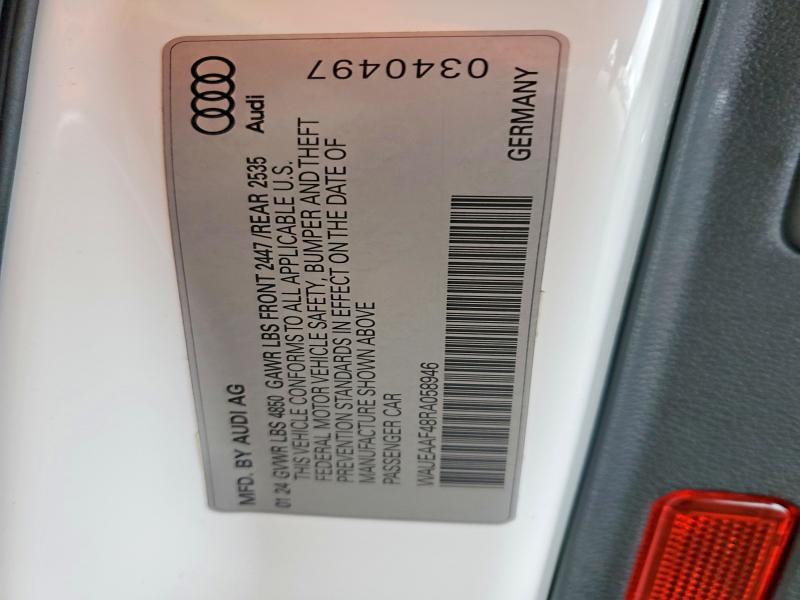 MFD. BY AUDI AG
Audi
01 24 GVWR LBS 4850 GAWR LBS FRONT 2447 /REAR 2535
THIS VEHICLE CONFORMS TO ALL APPLICABLE U.S.
FEDERAL MOTOR VEHICLE SAFETY, BUMPER AND THEFT
PREVENTION STANDARDS IN EFFECT ON THE DATE OF
MANUFACTURE SHOWN ABOVE
PASSENGER CAR
WAUEAAF48RA058946
GERMANY
0340497